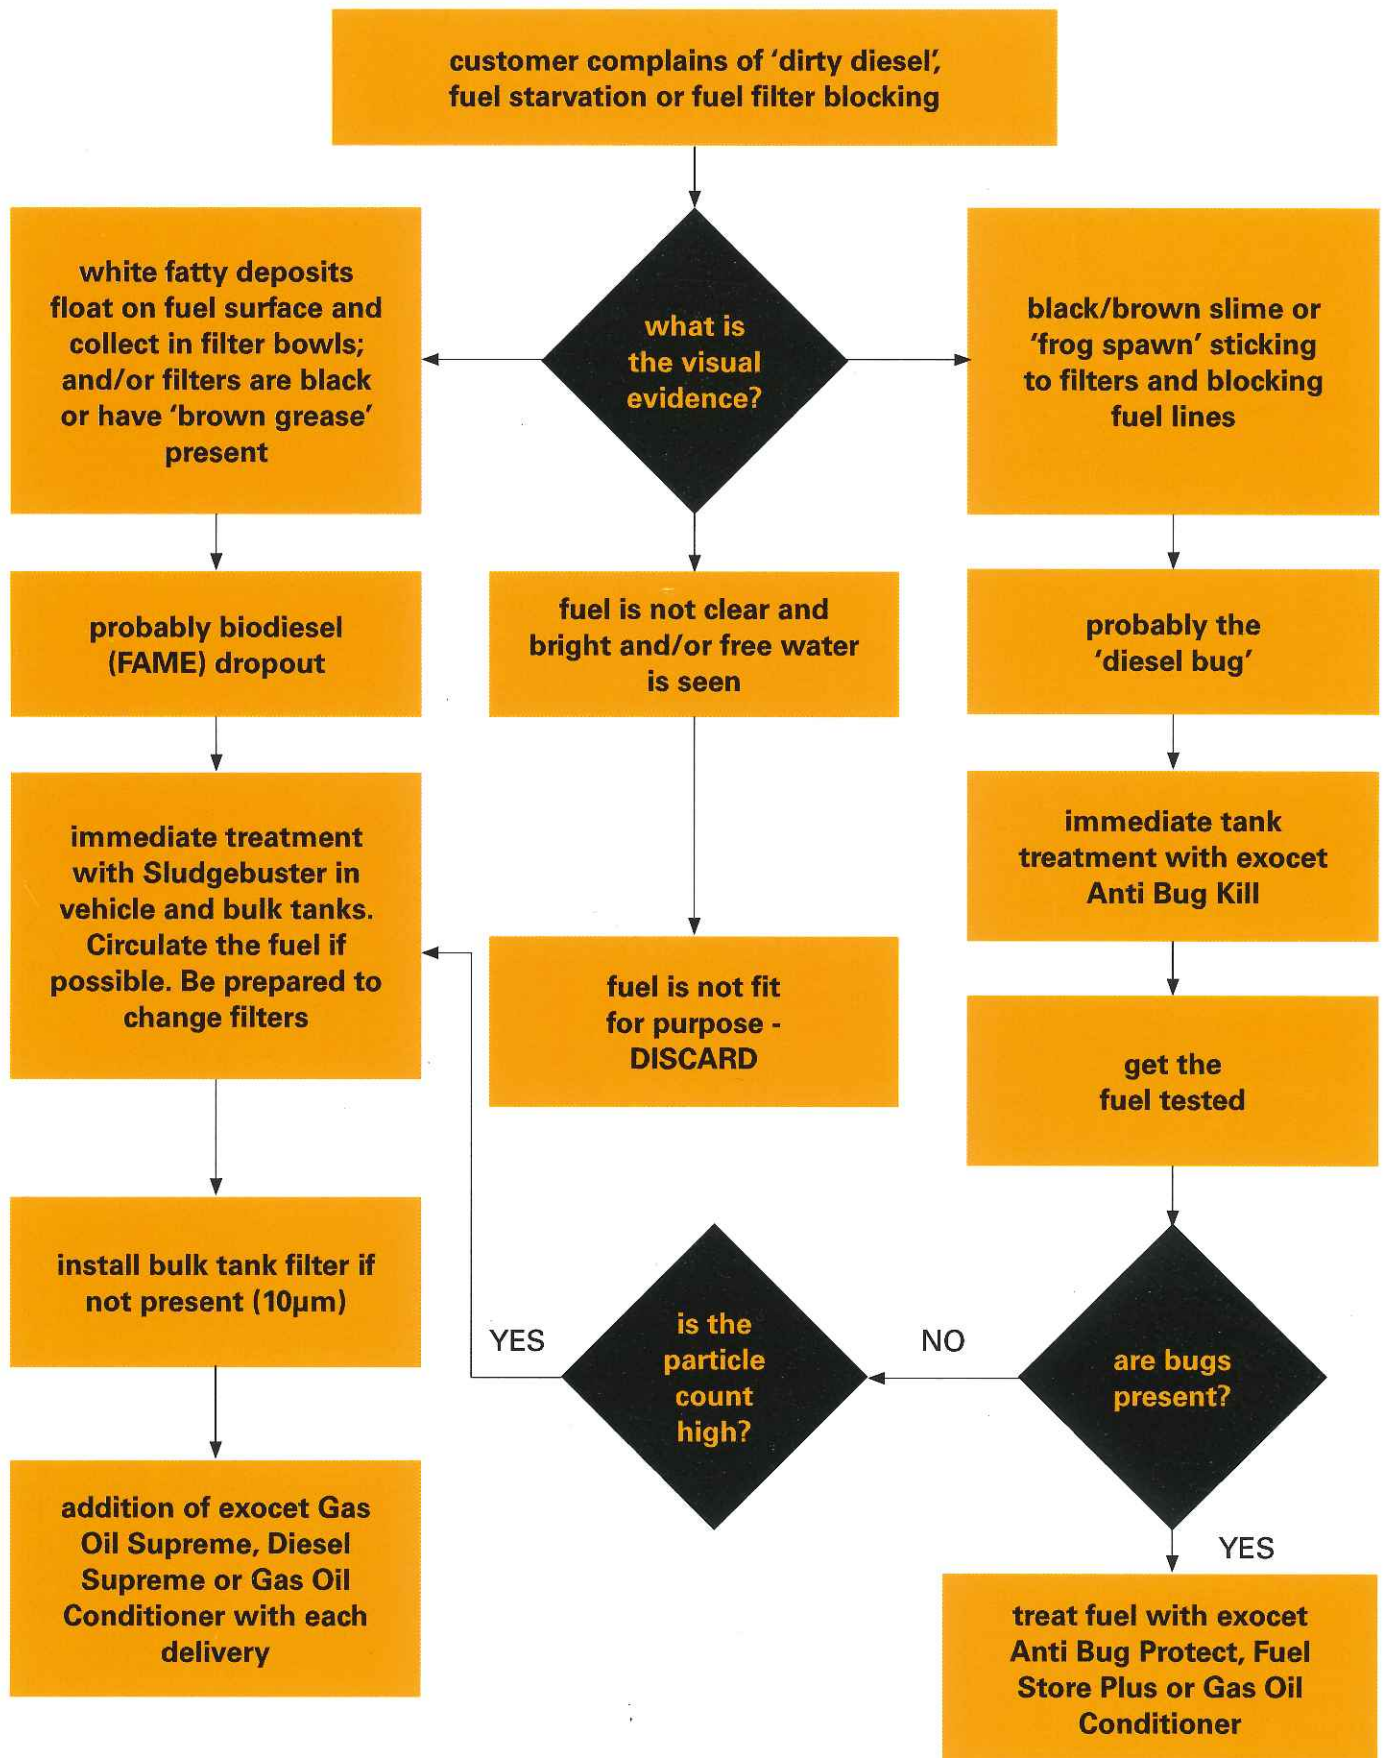 customer complains of ‘dirty diesel’,
fuel starvation or fuel filter blocking
what is
the visual
evidence?
white fatty deposits
float on fuel surface and
collect in filter bowls;
and/or filters are black
or have ‘brown grease’
present
black/brown slime or
‘frog spawn’ sticking
to filters and blocking
fuel lines
probably biodiesel
(FAME) dropout
fuel is not clear and
bright and/or free water
is seen
probably the
‘diesel bug’
immediate treatment
with Sludgebuster in
vehicle and bulk tanks.
Circulate the fuel if
possible. Be prepared to
change filters
fuel is not fit
for purpose -
DISCARD
immediate tank
treatment with exocet
Anti Bug Kill
get the
fuel tested
install bulk tank filter if
not present (10µm)
YES
is the
particle
count
high?
NO
are bugs
present?
YES
addition of exocet Gas
Oil Supreme, Diesel
Supreme or Gas Oil
Conditioner with each
delivery
treat fuel with exocet
Anti Bug Protect, Fuel
Store Plus or Gas Oil
Conditioner